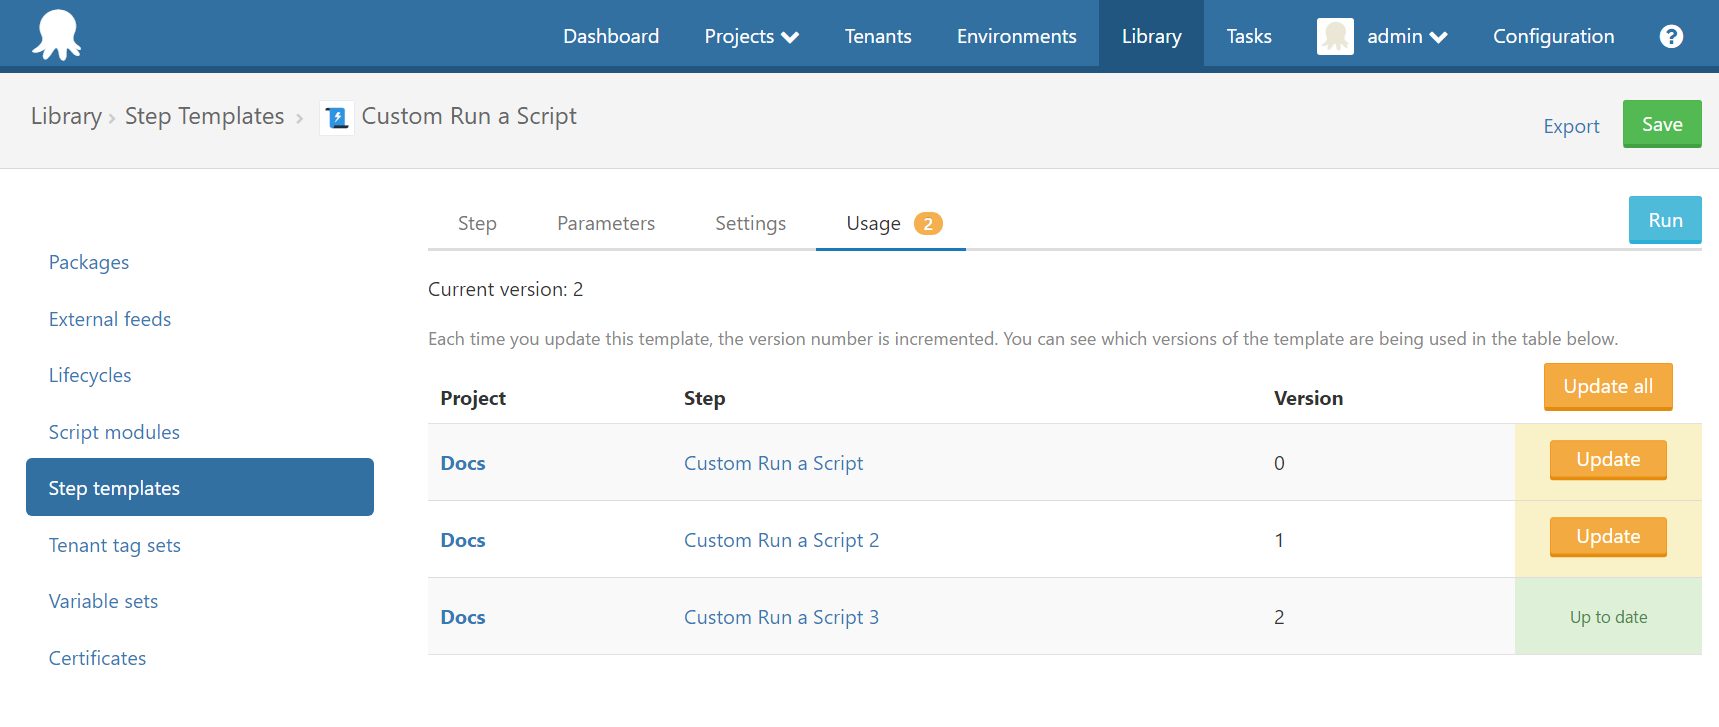 Dashboard Projects Tenants Environments Library Tasks admin Configuration ?
Library › Step Templates › Custom Run a Script
Export Save
Step Parameters Settings Usage 2 Run
Packages
External feeds
Lifecycles
Script modules
Step templates
Tenant tag sets
Variable sets
Certificates
Current version: 2
Each time you update this template, the version number is incremented. You can see which versions of the template are being used in the table below.
Project Step Version Update all
Docs Custom Run a Script 0 Update
Docs Custom Run a Script 2 1 Update
Docs Custom Run a Script 3 2 Up to date